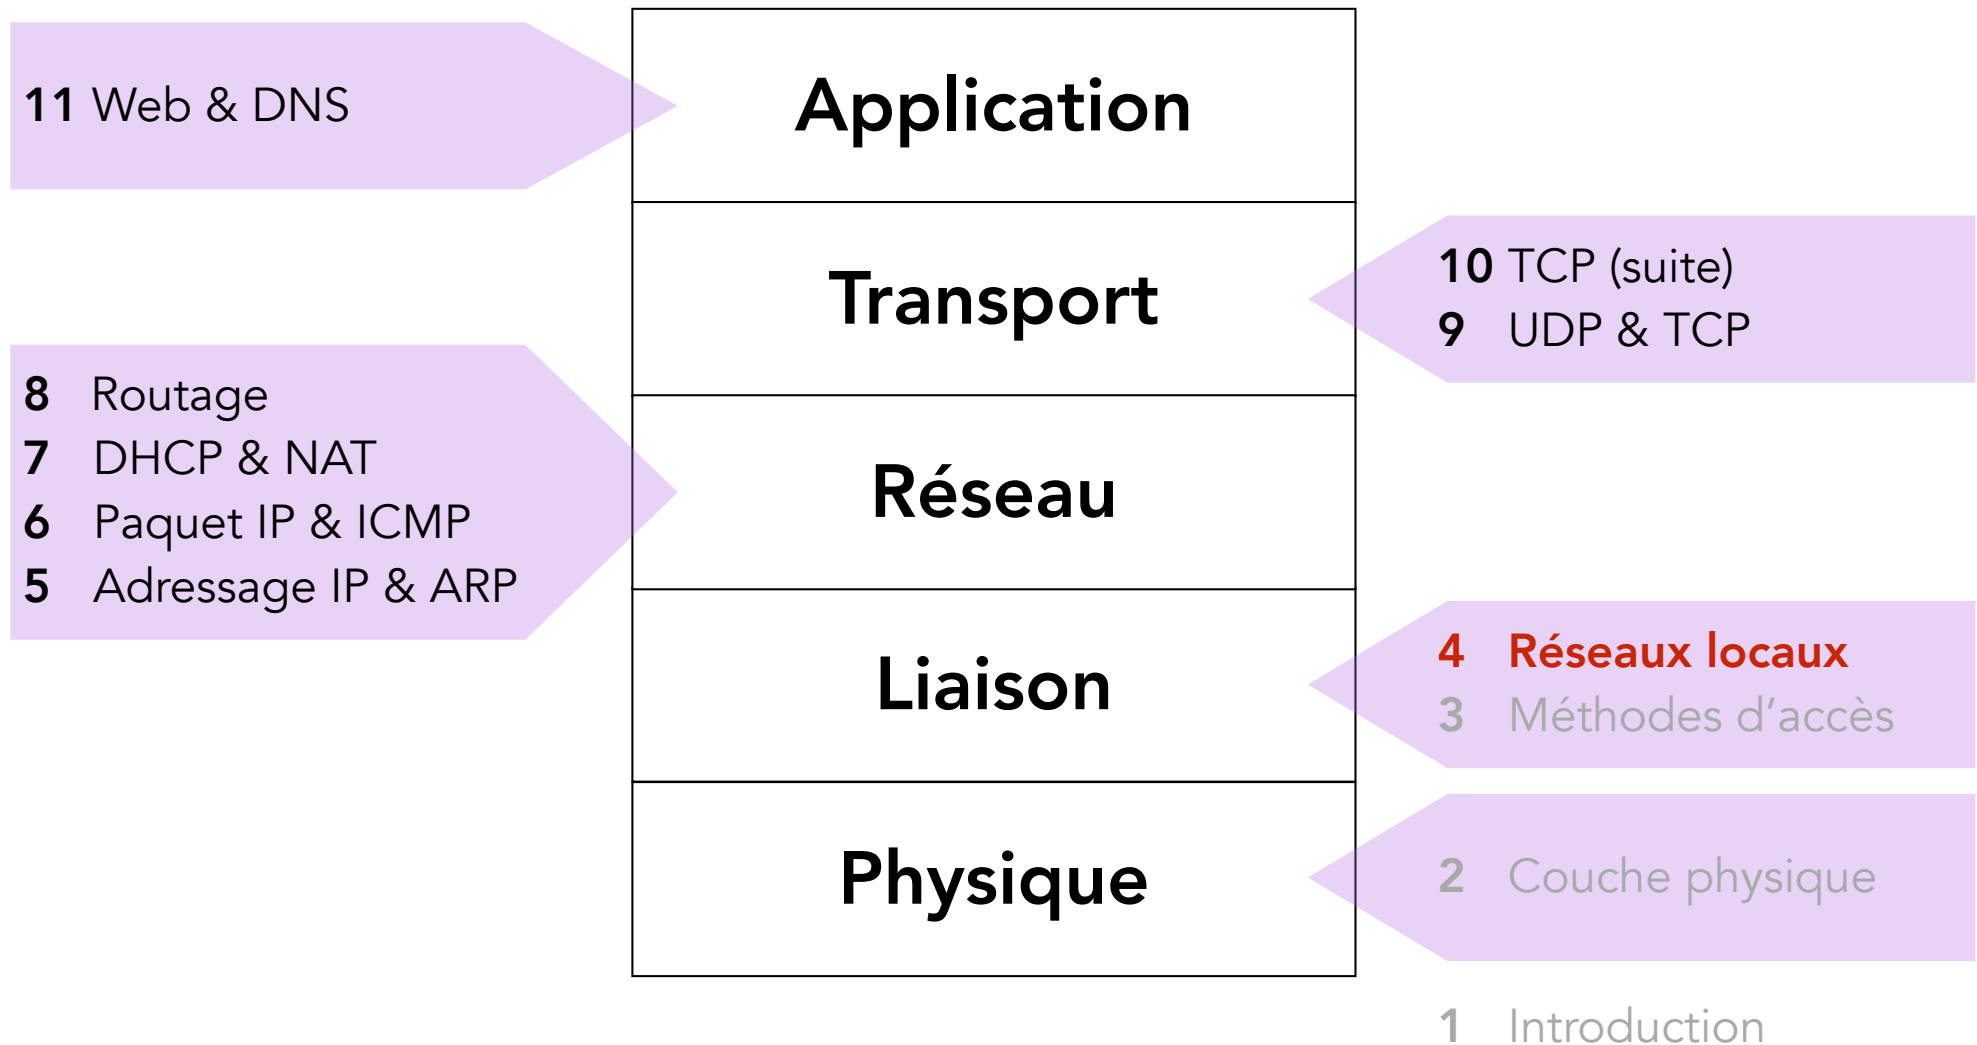 11 Web & DNS
Application
Transport
10 TCP (suite)
9 UDP & TCP
8 Routage
7 DHCP & NAT
6 Paquet IP & ICMP
5 Adressage IP & ARP
Réseau
Liaison
4 Réseaux locaux
3 Méthodes d’accès
Physique
2 Couche physique
1 Introduction